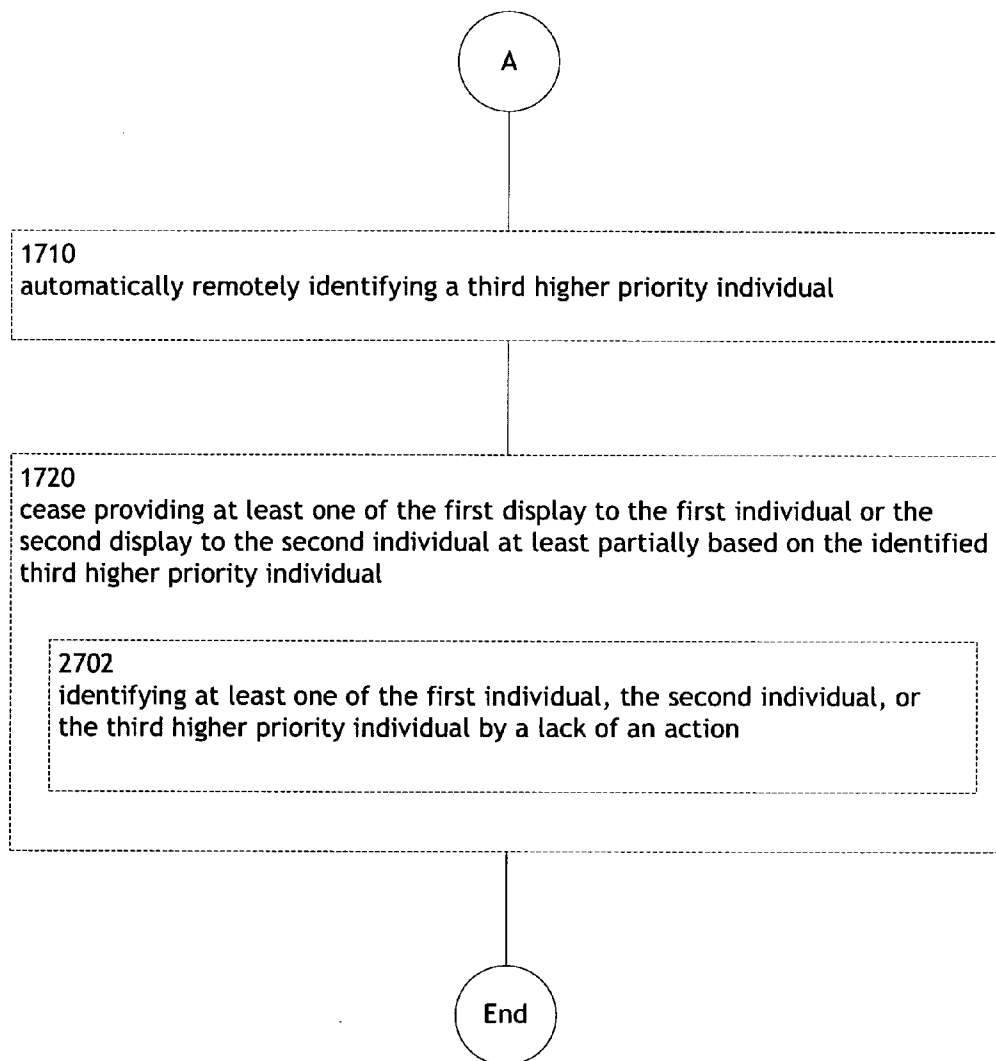 A
1710
automatically remotely identifying a third higher priority individual
1720
cease providing at least one of the first display to the first individual or the
second display to the second individual at least partially based on the identified
third higher priority individual
2702
identifying at least one of the first individual, the second individual, or
the third higher priority individual by a lack of an action
End